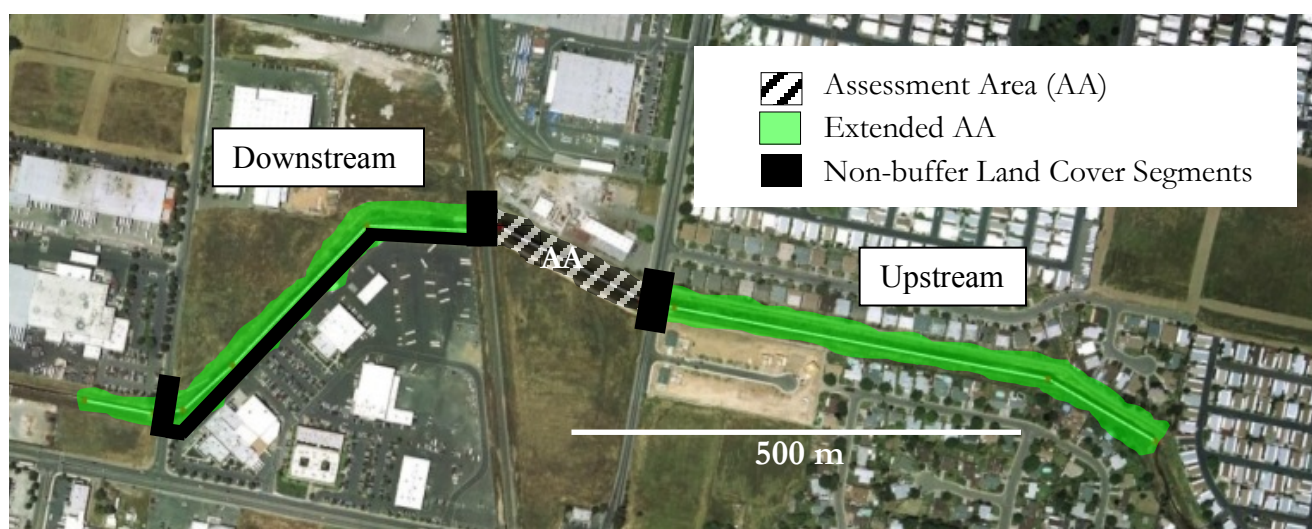 Assessment Area (AA)
Extended AA
Non-buffer Land Cover Segments
Downstream
AA
Upstream
500 m